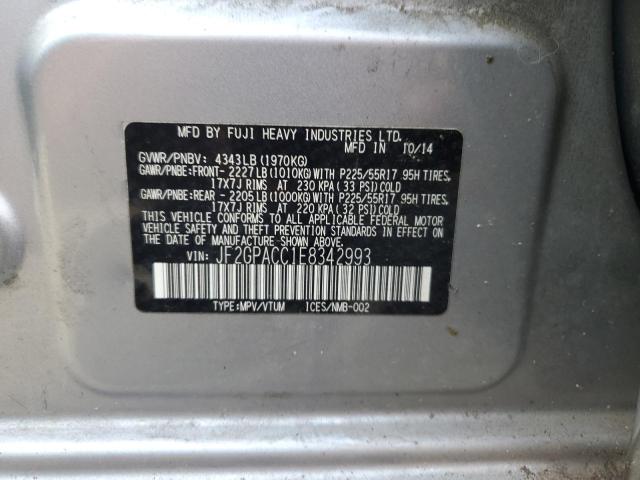 MFD BY FUJI HEAVY INDUSTRIES LTD.
MFD IN 10/14
GVWR/PNBV: 4343LB (1970KG)
GAWR/PNBE:FRONT- 2227LB (1010KG) WITH P225/55R17 95H TIRES,
17X7J RIMS AT 230 KPA (33 PSI) COLD
GAWR/PNBE:REAR - 2205LB (1000KG) WITH P225/55R17 95H TIRES,
17X7J RIMS AT 220 KPA (32 PSI) COLD
THIS VEHICLE CONFORMS TO ALL APPLICABLE FEDERAL MOTOR
VEHICLE SAFETY AND THEFT PREVENTION STANDARDS IN EFFECT
ON THE DATE OF MANUFACTURE SHOWN ABOVE.
VIN: JF2GPACC1E8342993
TYPE:MPV/VTUM ICES/NMB-002